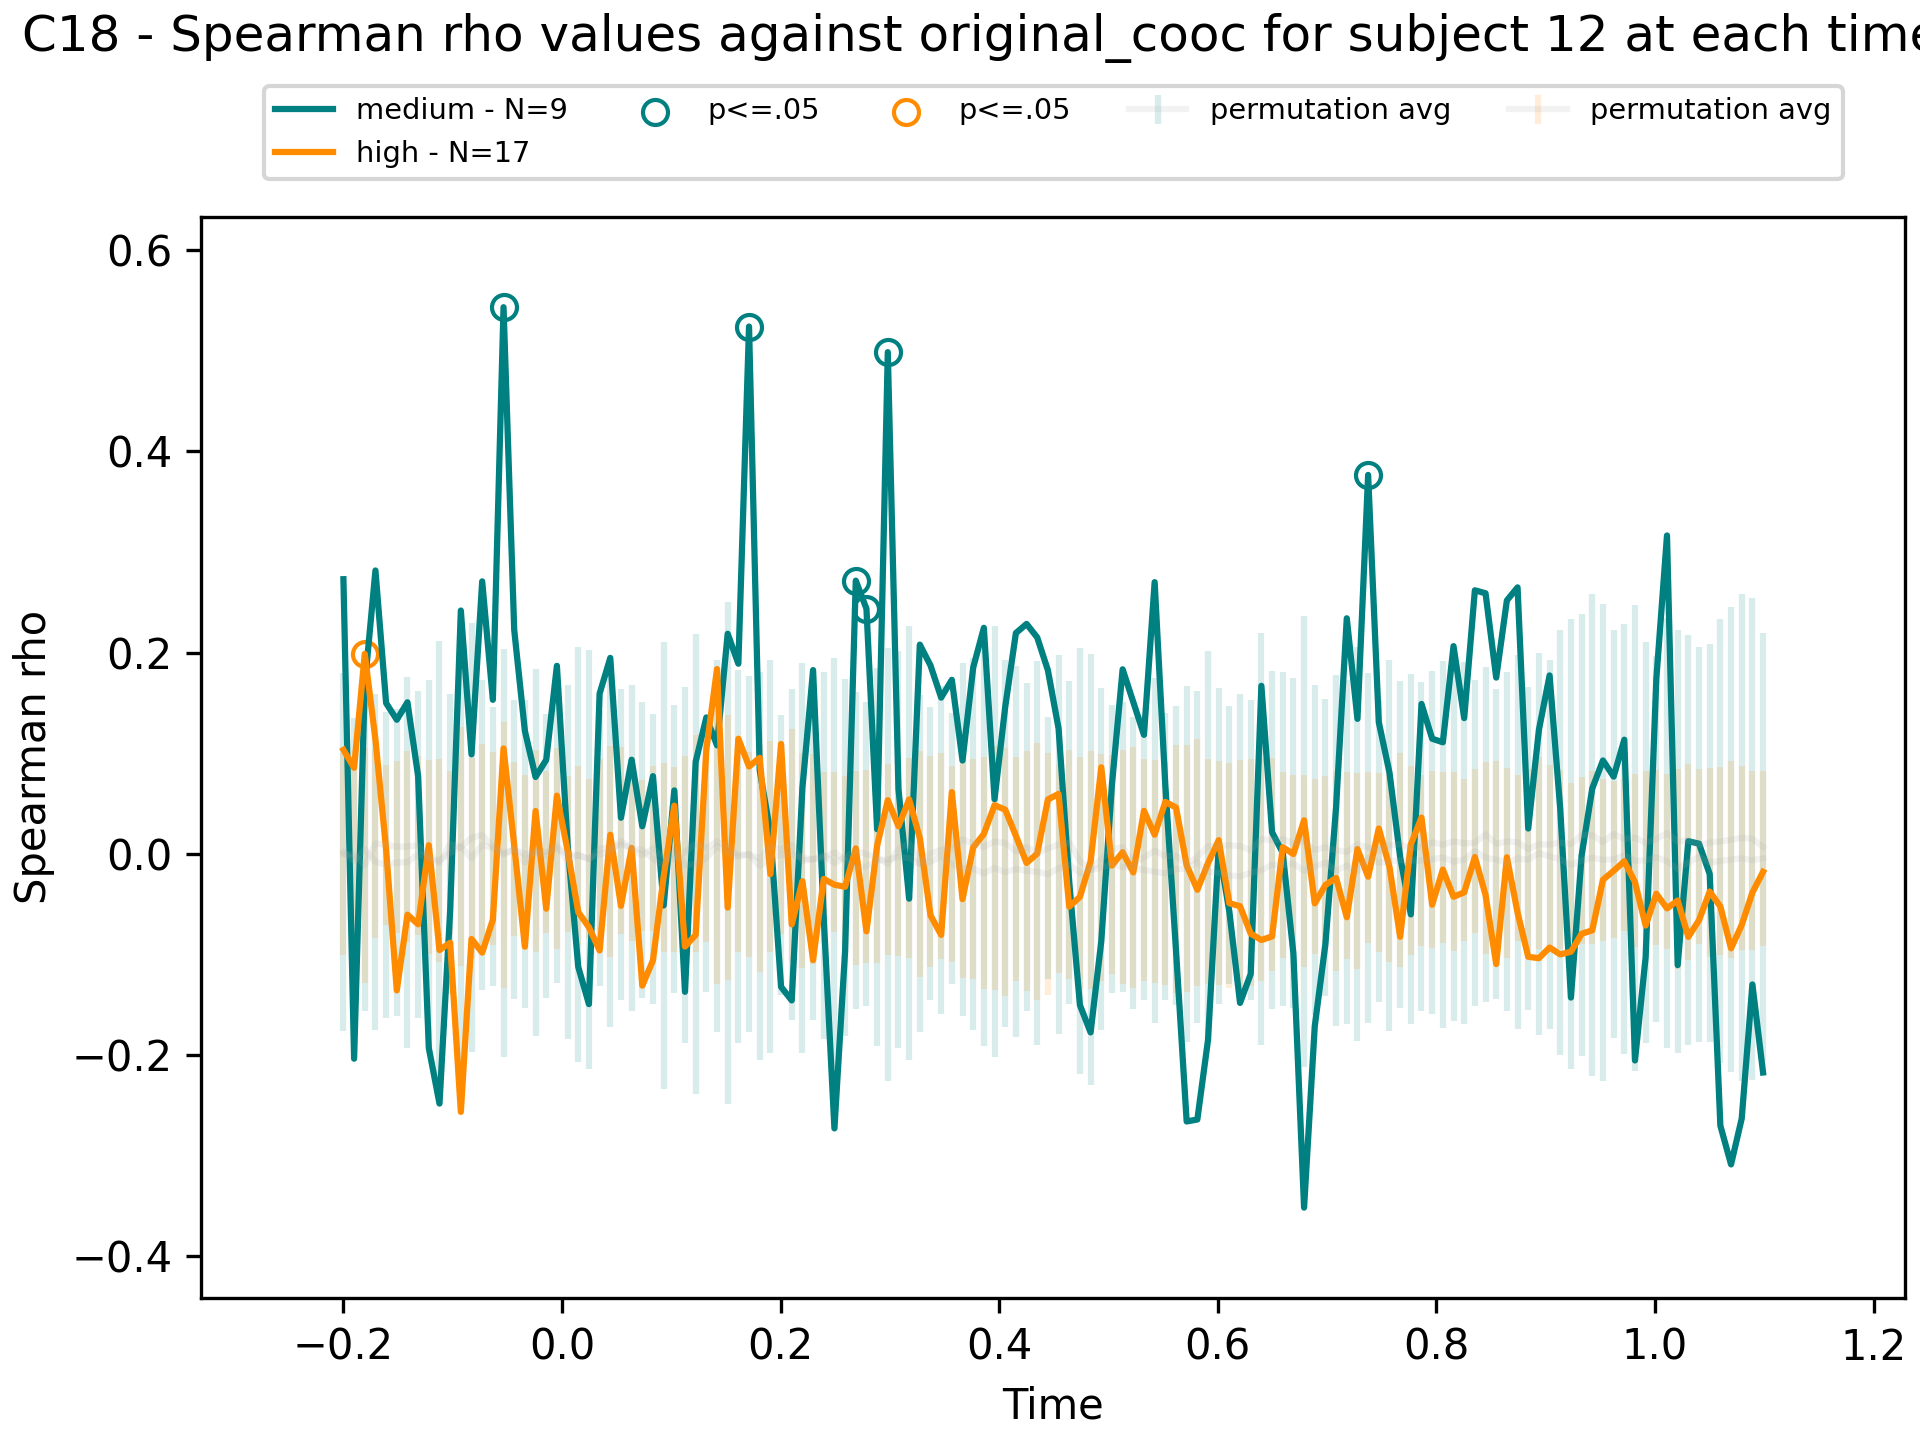 C18 - Spearman rho values against original_cooc for subject 12 at each time
medium - N=9
high - N=17
p<=.05
p<=.05
permutation avg
permutation avg
Spearman rho
0.6
0.4
0.2
0.0
−0.2
−0.4
−0.2 0.0 0.2 0.4 0.6 0.8 1.0 1.2
Time